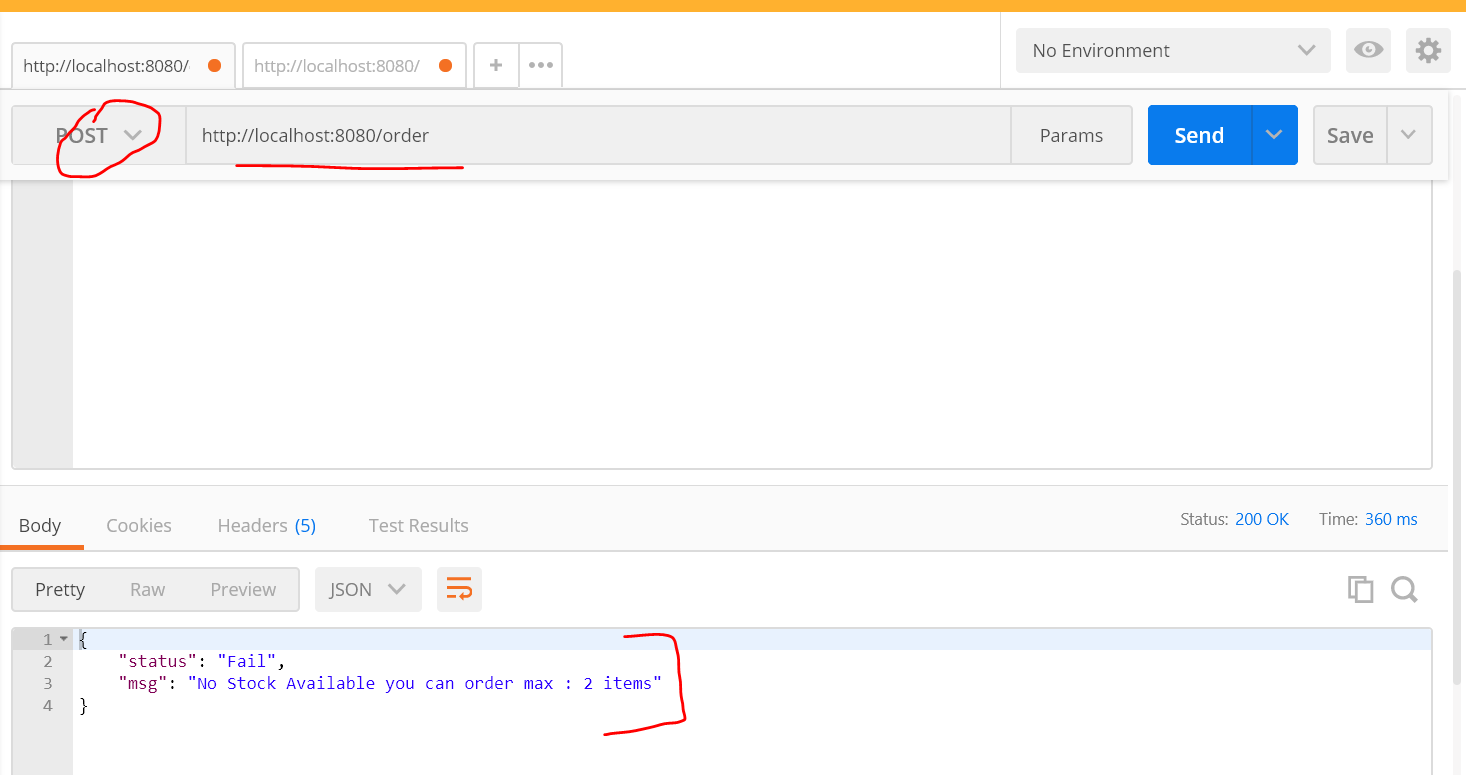 http://localhost:8080/ http://localhost:8080/ + No Environment
POST http://localhost:8080/order Params Send Save
Body Cookies Headers (5) Test Results Status: 200 OK Time: 360 ms
Pretty Raw Preview JSON
1 {
2 "status": "Fail",
3 "msg": "No Stock Available you can order max : 2 items"
4 }